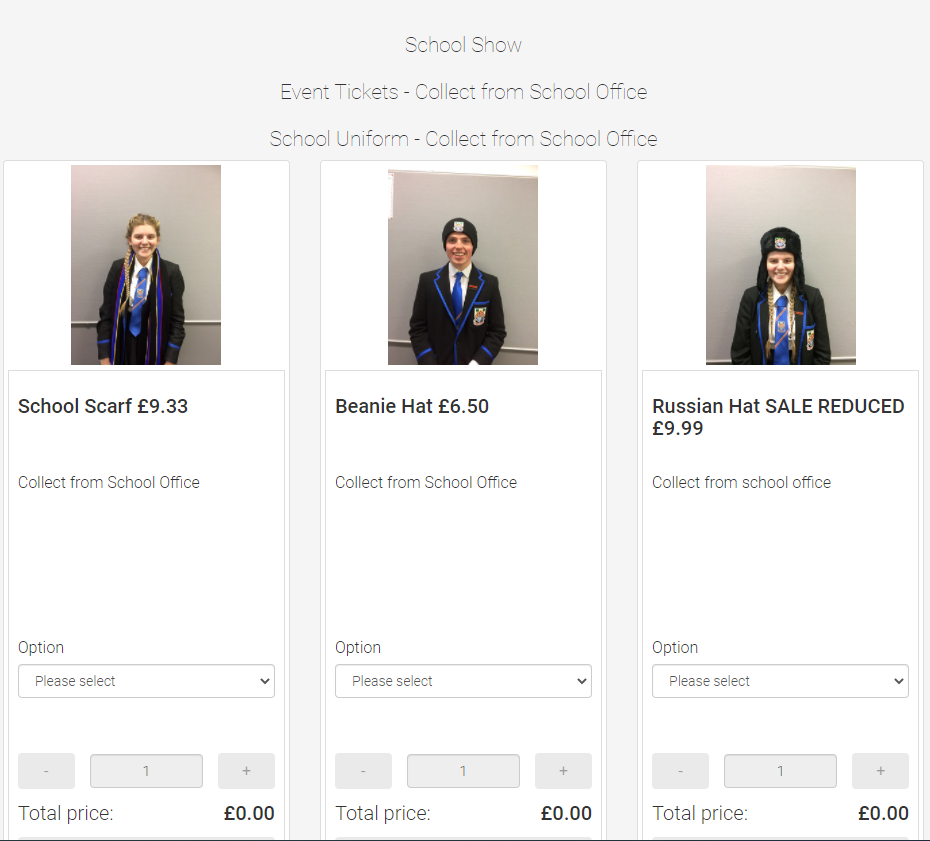 School Show
Event Tickets - Collect from School Office
School Uniform - Collect from School Office
School Scarf £9.33
Collect from School Office
Option
Please select
- 1 +
Total price: £0.00
Beanie Hat £6.50
Collect from School Office
Option
Please select
- 1 +
Total price: £0.00
Russian Hat SALE REDUCED
£9.99
Collect from school office
Option
Please select
- 1 +
Total price: £0.00